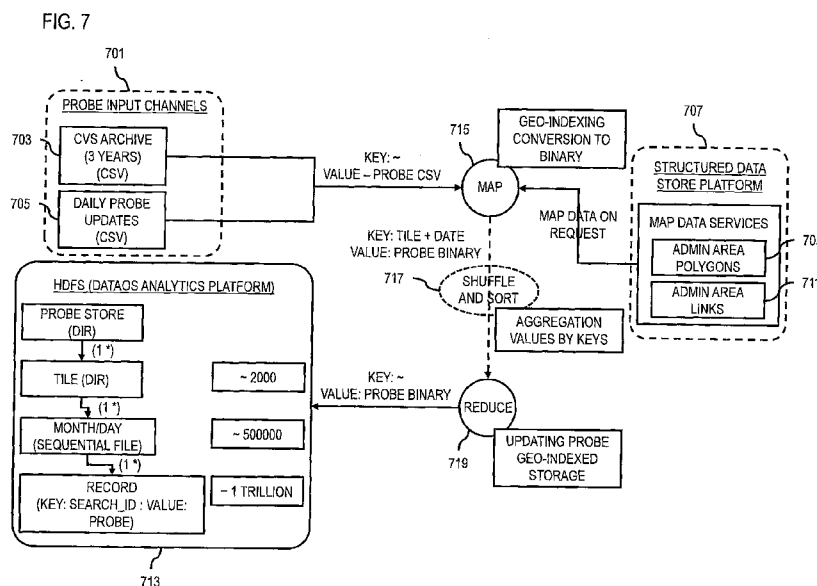 FIG. 7
701
PROBE INPUT CHANNELS
703
CVS ARCHIVE
(3 YEARS)
(CSV)
705
DAILY PROBE
UPDATES
(CSV)
KEY: ~
VALUE – PROBE CSV
715
MAP
GEO-INDEXING
CONVERSION TO
BINARY
707
STRUCTURED DATA
STORE PLATFORM
MAP DATA SERVICES
ADMIN AREA
POLYGONS
ADMIN AREA
LINKS
711
MAP DATA ON
REQUEST
KEY: TILE + DATE
VALUE: PROBE BINARY
717
SHUFFLE
AND SORT
AGGREGATION
VALUES BY KEYS
KEY: ~
VALUE: PROBE BINARY
REDUCE
719
UPDATING PROBE
GEO-INDEXED
STORAGE
HDFS (DATAOS ANALYTICS PLATFORM)
PROBE STORE
(DIR)
(1 *)
TILE (DIR)
~ 2000
(1 *)
MONTH/DAY
(SEQUENTIAL FILE)
~ 500000
(1 *)
RECORD
(KEY: SEARCH_ID : VALUE:
PROBE)
~ 1 TRILLION
713